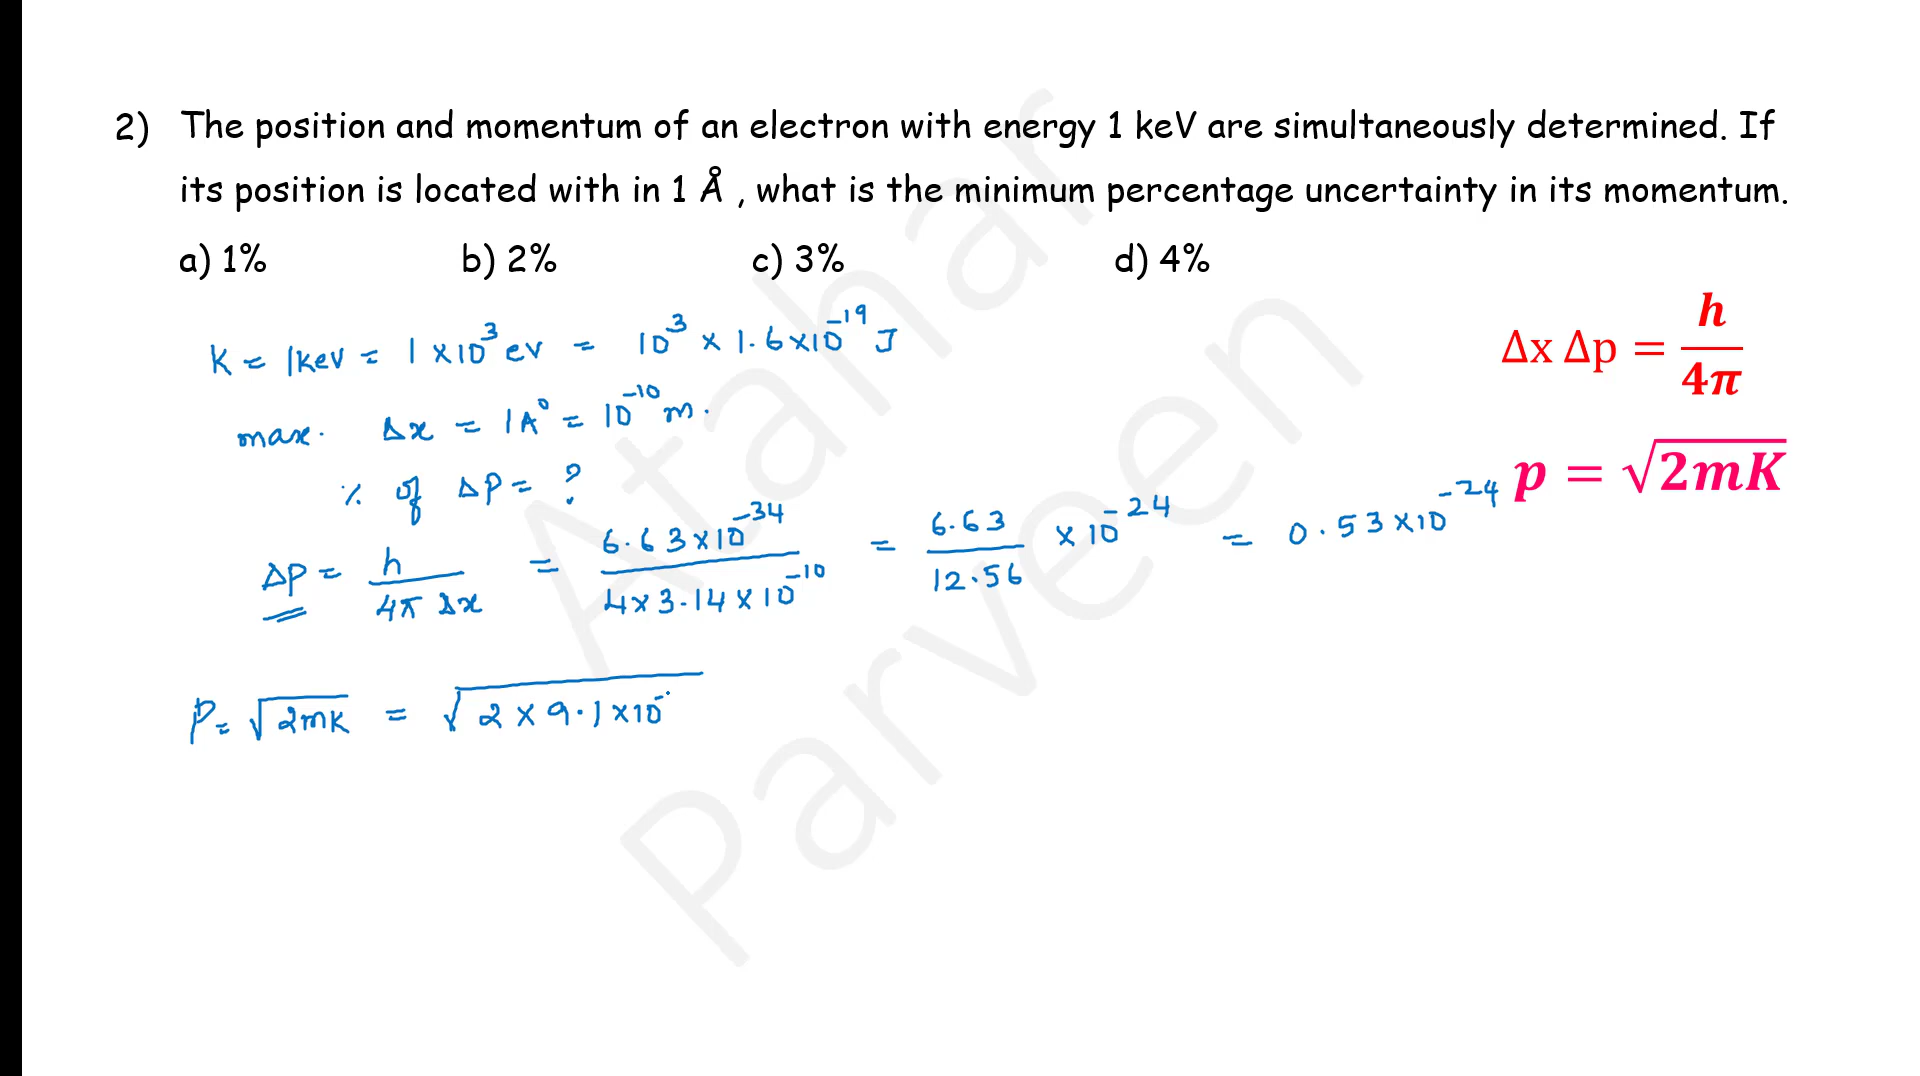 2) The position and momentum of an electron with energy 1 keV are simultaneously determined. If
its position is located with in 1 Å , what is the minimum percentage uncertainty in its momentum.
a) 1% b) 2% c) 3% d) 4%
Δx Δp = h/4π
K = 1keV = 1 × 10³ ev = 10³ × 1.6×10⁻¹⁹ J
max. Δx = 1A° = 10⁻¹⁰ m.
p = √2mK
% of ΔP = ?
ΔP = h/4π Δx = 6.63×10⁻³⁴/4×3.14×10⁻¹⁰ = 6.63/12.56 × 10⁻²⁴ = 0.53×10⁻²⁴
P = √2mK = √2 × 9.1×10⁻
Atahar
Parveen